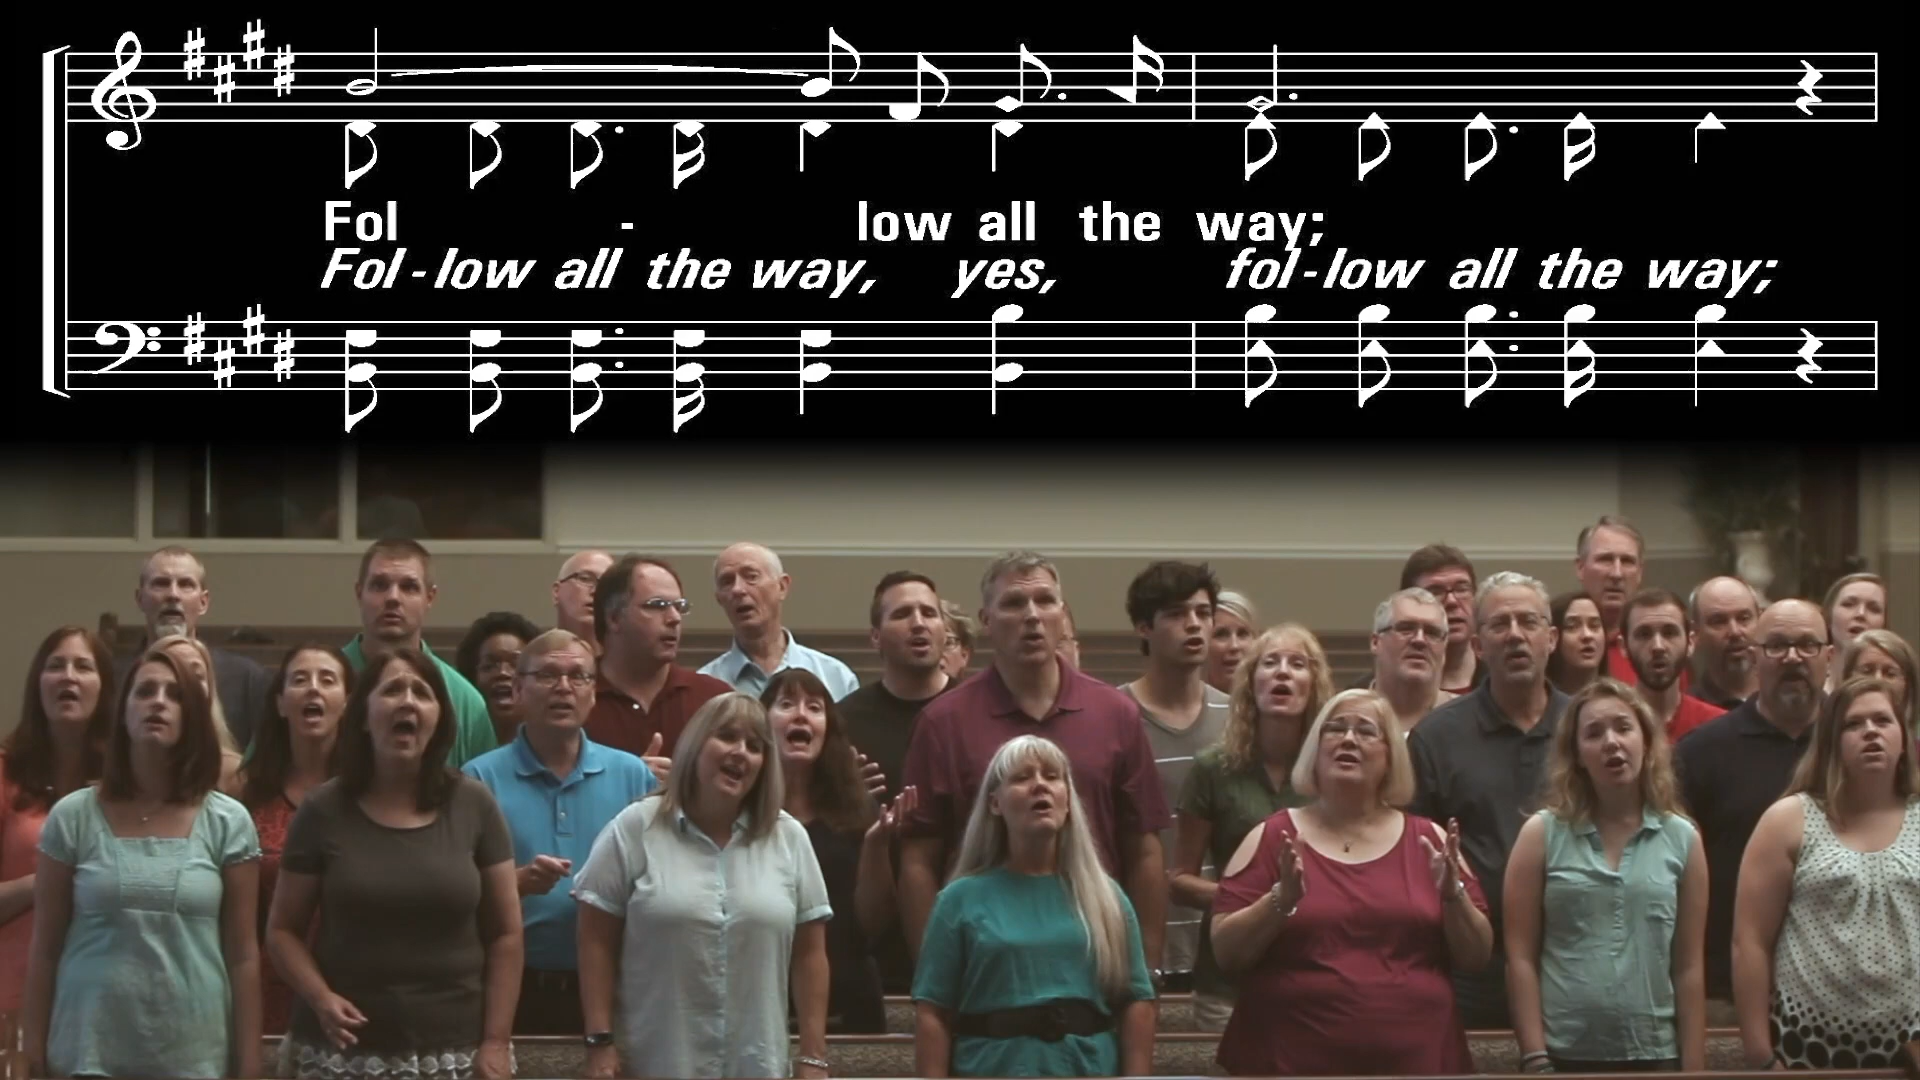 Fol - low all the way;
Fol - low all the way, yes, fol - low all the way;